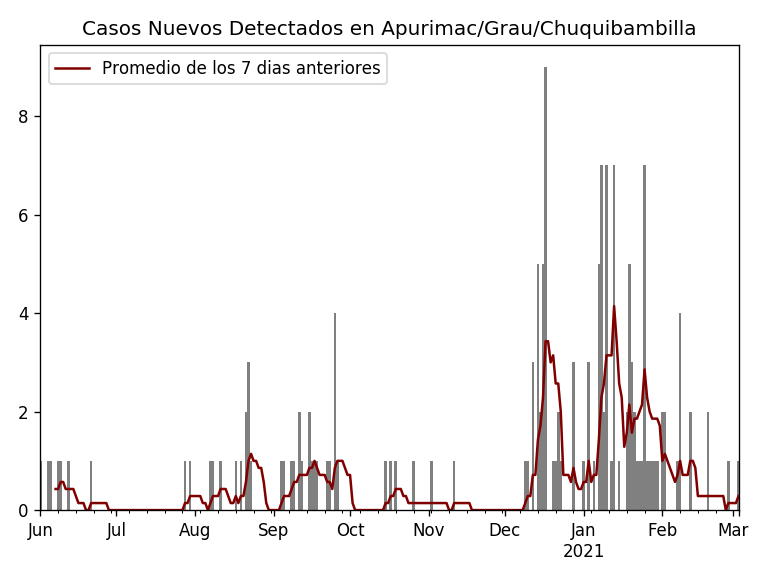 Casos Nuevos Detectados en Apurimac/Grau/Chuquibambilla
Promedio de los 7 dias anteriores
8
6
4
2
0
Jun Jul Aug Sep Oct Nov Dec Jan Feb Mar
2021